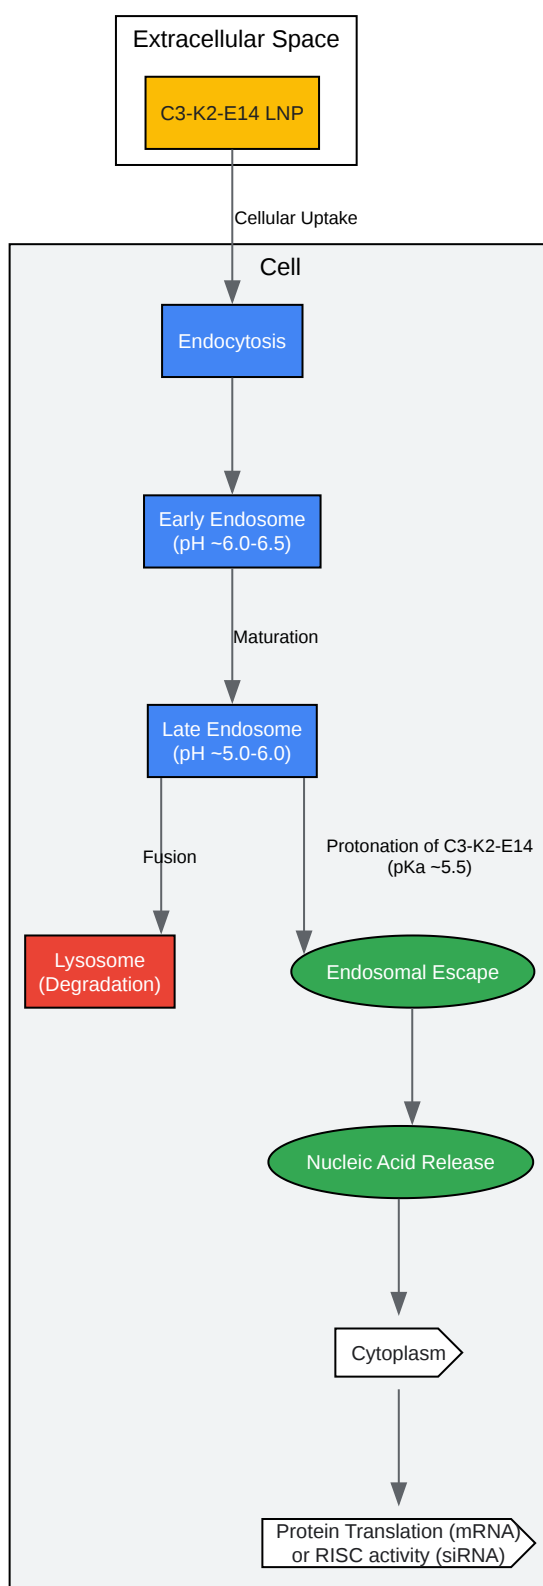 Extracellular Space
C3-K2-E14 LNP
Cellular Uptake
Cell
Endocytosis
Early Endosome
(pH ~6.0-6.5)
Maturation
Late Endosome
(pH ~5.0-6.0)
Fusion
Protonation of C3-K2-E14
(pKa ~5.5)
Lysosome
(Degradation)
Endosomal Escape
Nucleic Acid Release
Cytoplasm
Protein Translation (mRNA)
or RISC activity (siRNA)